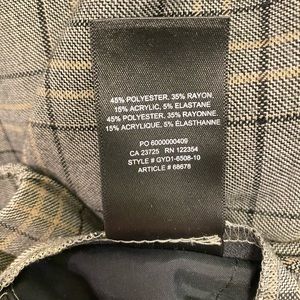 45% POLYESTER, 35% RAYON,
15% ACRYLIC, 5% ELASTANE
45% POLYESTER, 35% RAYONNE,
15% ACRYLIQUE, 5% ÉLASTHANNE
PO 6000000409
CA 23725 RN 122354
STYLE # GYD1-6508-10
ARTICLE # 68678